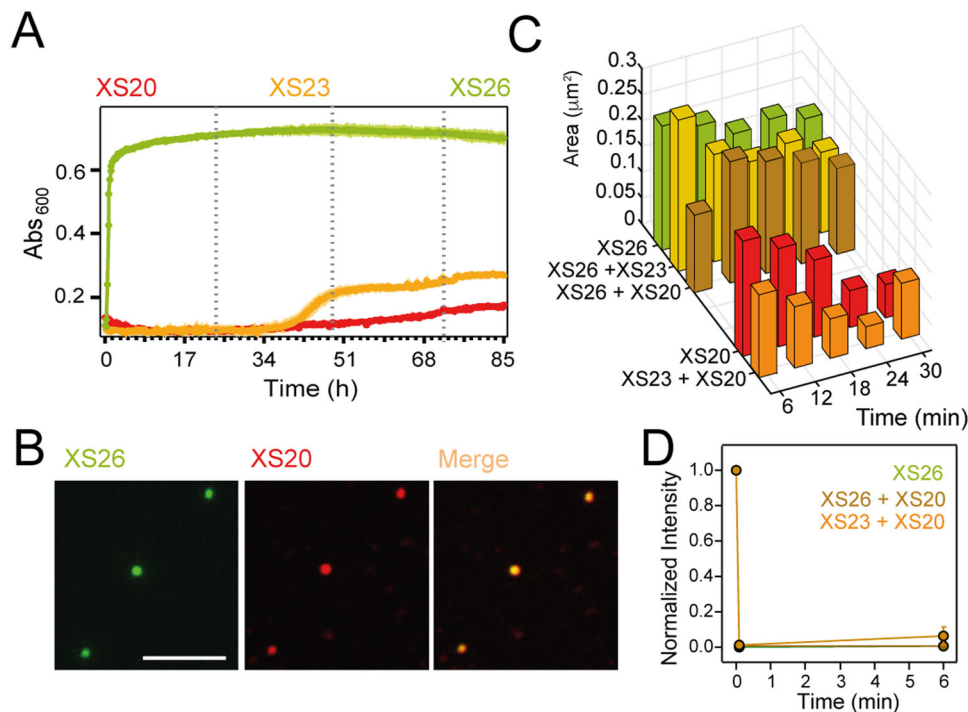 A
XS20 XS23 XS26
Abs600
0.6
0.4
0.2
0 17 34 51 68 85
Time (h)
B
XS26 XS20 Merge
C
Area (μm²)
0.3
0.25
0.2
0.15
0.1
0.05
0
XS26
XS26 +XS23
XS26 + XS20
XS20
XS23 + XS20
6 12 18 24 30
Time (min)
D
Normalized Intensity
1.0
0.8
0.6
0.4
0.2
0.0
XS26
XS26 + XS20
XS23 + XS20
0 1 2 3 4 5 6
Time (min)